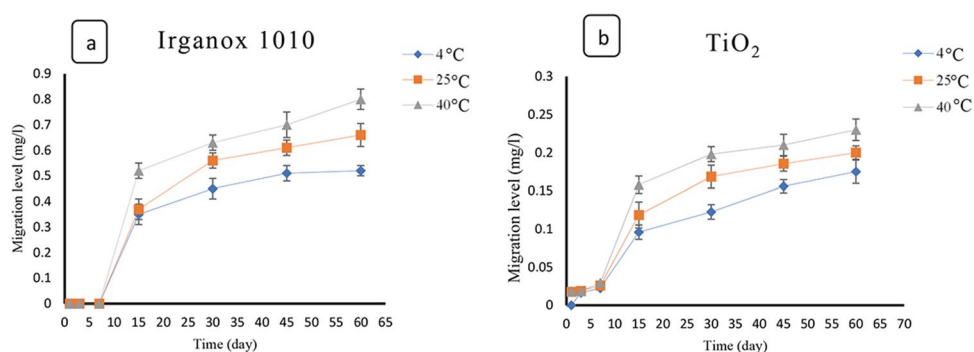 a
Irganox 1010
4°C
25°C
40°C
Migration level (mg/l)
0.9
0.8
0.7
0.6
0.5
0.4
0.3
0.2
0.1
0
0 5 10 15 20 25 30 35 40 45 50 55 60 65
Time (day)
b
TiO2
4°C
25°C
40°C
Migration level (mg/l)
0.3
0.25
0.2
0.15
0.1
0.05
0
0 5 10 15 20 25 30 35 40 45 50 55 60 65 70
Time (day)